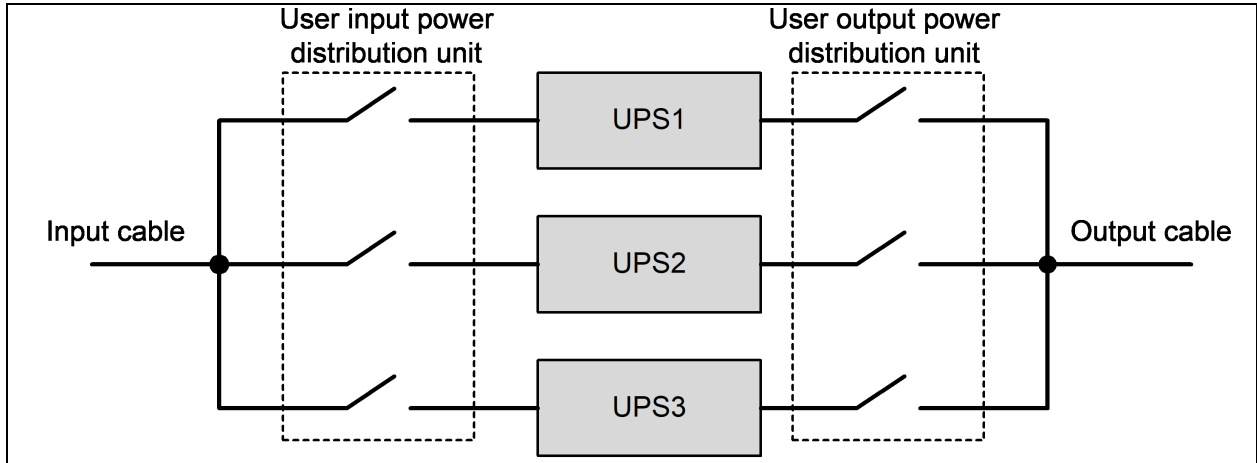 User input power
distribution unit
User output power
distribution unit
UPS1
Input cable
UPS2
Output cable
UPS3